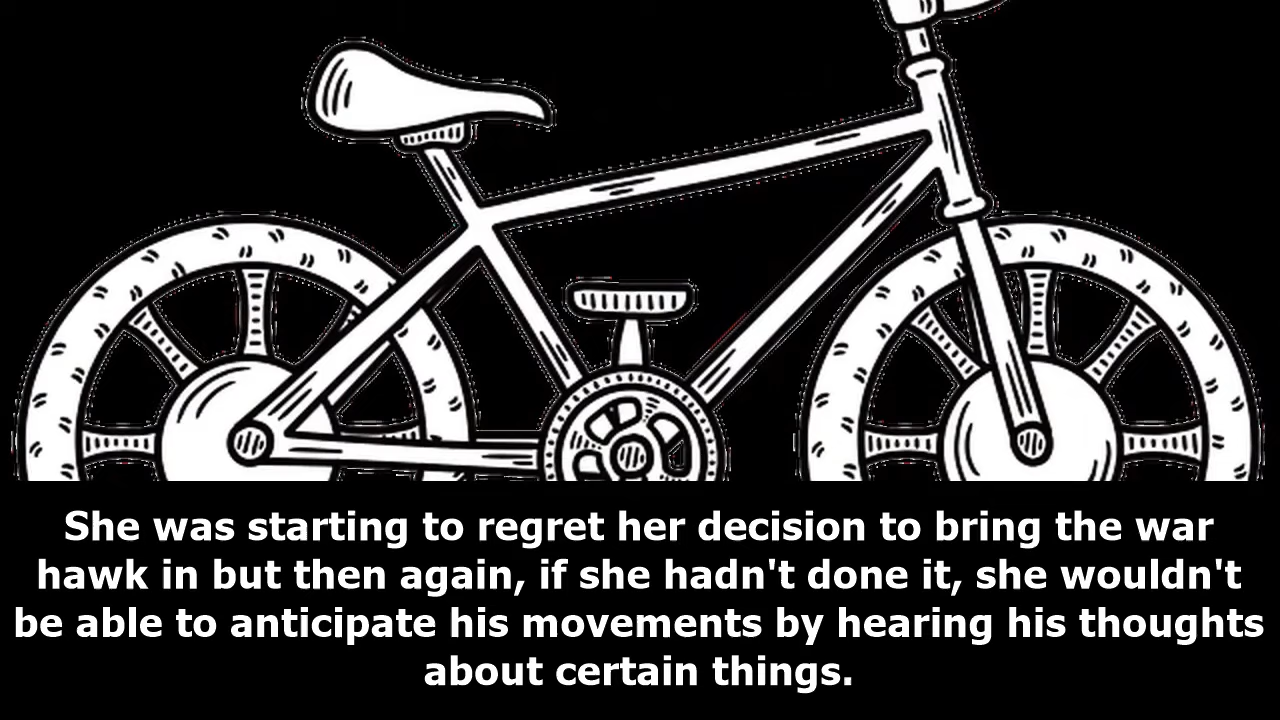 She was starting to regret her decision to bring the war
hawk in but then again, if she hadn't done it, she wouldn't
be able to anticipate his movements by hearing his thoughts
about certain things.